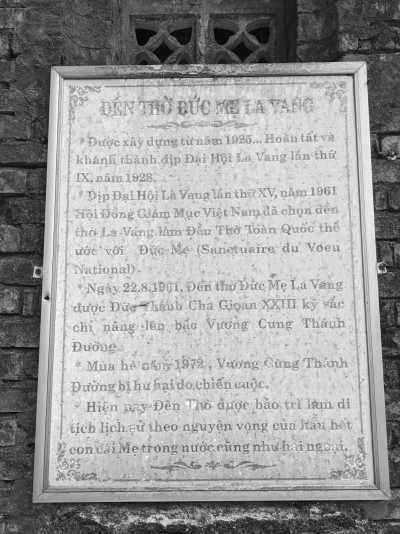 ĐỀN THỜ ĐỨC MẸ LA VANG
* Được xây dựng từ năm 1925... Hoàn tất và
khánh thành dịp Đại Hội La Vang lần thứ
IX, năm 1928.
* Dịp Đại Hội La Vang lần thứ XV, năm 1961
Hội Đồng Giám Mục Việt Nam đã chọn đền
thờ La Vang làm Đền Thờ Toàn Quốc thể
ước với Đức Mẹ (Sanctuaire du Voeu
National).
* Ngày 22.8.1961, Đền thờ Đức Mẹ La Vang
được Đức Thánh Cha Gioan XXIII ký sắc
chỉ nâng lên bậc Vương Cung Thánh
Đường.
* Mùa hè năm 1972, Vương Cung Thánh
Đường bị hư hại do chiến cuộc.
* Hiện nay Đền Thờ được bảo trì làm di
tích lịch sử theo nguyện vọng của hầu hết
con cái Mẹ trong nước cũng như hải ngoại.